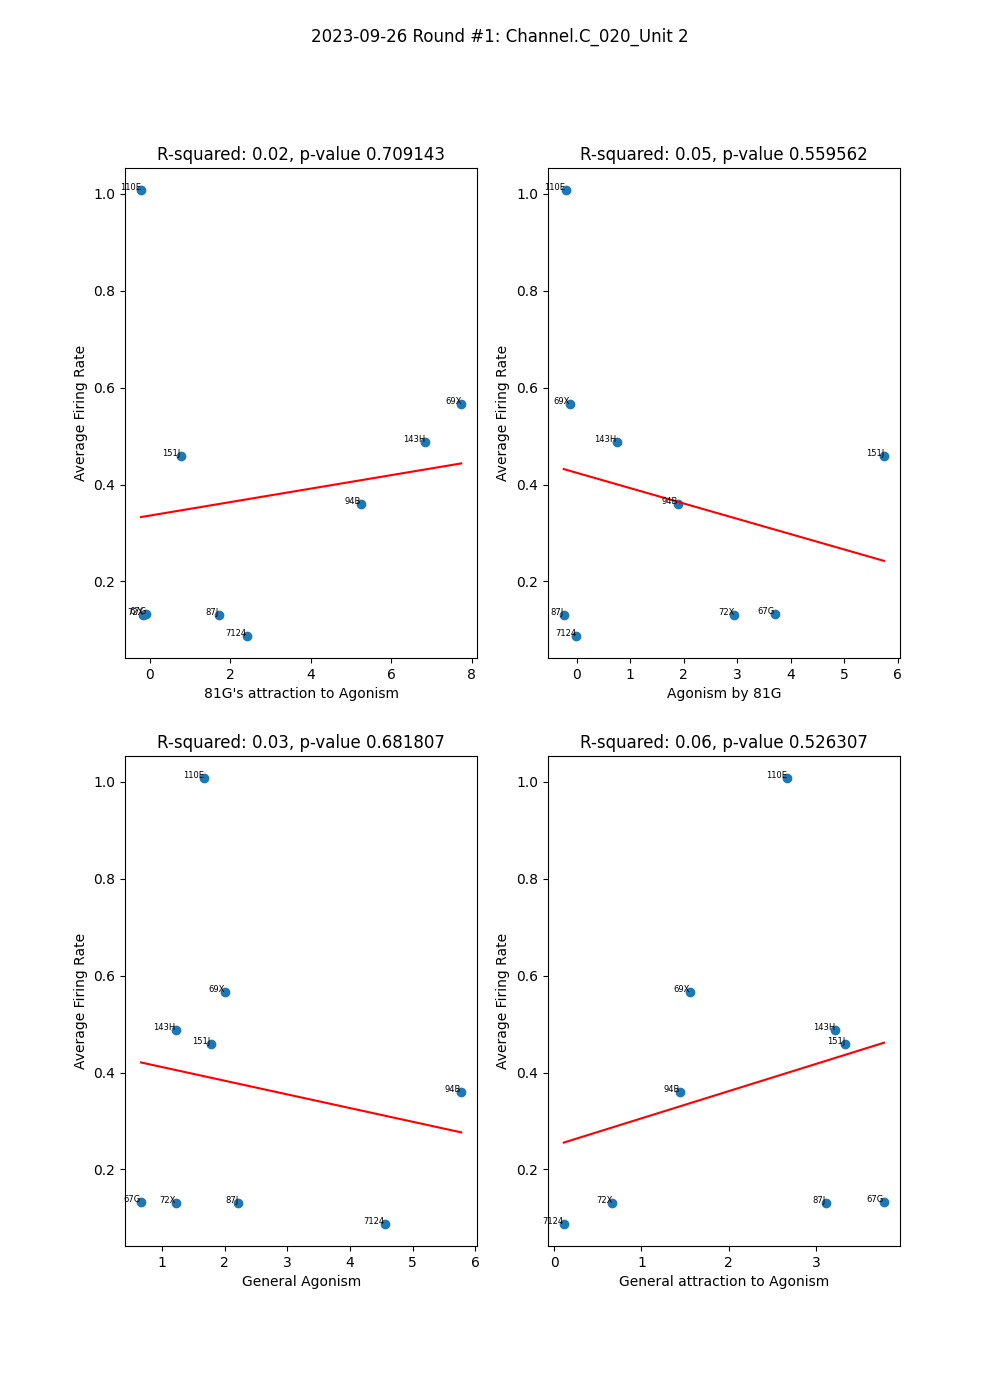 2023-09-26 Round #1: Channel.C_020_Unit 2
R-squared: 0.02, p-value 0.709143
1.0
0.8
0.6
0.4
0.2
Average Firing Rate
110E
69X
143H
151J
94B
72X
67G
87J
7124
0
2
4
6
8
81G's attraction to Agonism
R-squared: 0.05, p-value 0.559562
1.0
0.8
0.6
0.4
0.2
Average Firing Rate
110E
69X
143H
151J
94B
87J
72X
67G
7124
0
1
2
3
4
5
6
Agonism by 81G
R-squared: 0.03, p-value 0.681807
1.0
0.8
0.6
0.4
0.2
Average Firing Rate
110E
69X
143H
151J
94B
67G
72X
87J
7124
1
2
3
4
5
6
General Agonism
R-squared: 0.06, p-value 0.526307
1.0
0.8
0.6
0.4
0.2
Average Firing Rate
110E
69X
143H
151J
94B
72X
87J
67G
7124
0
1
2
3
General attraction to Agonism